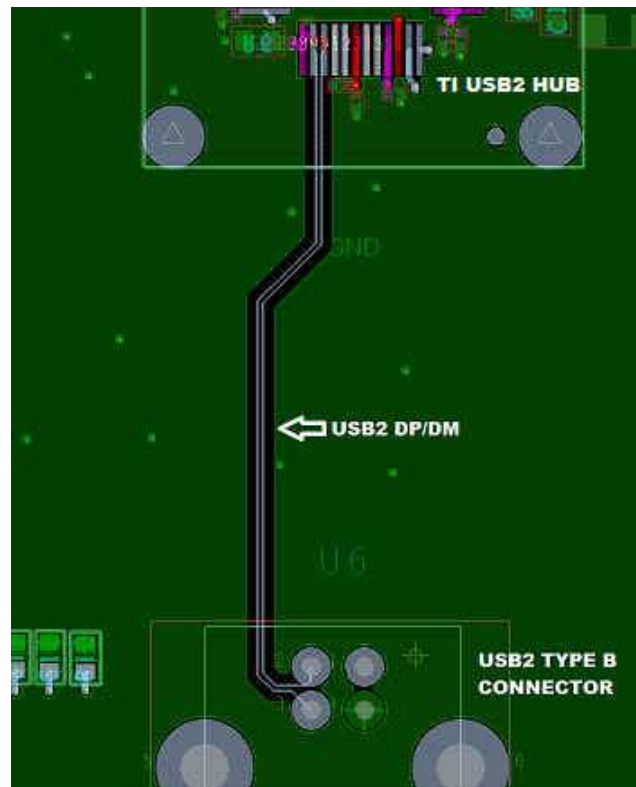 TI USB2 HUB
GND
USB2 DP/DM
U6
USB2 TYPE B
CONNECTOR